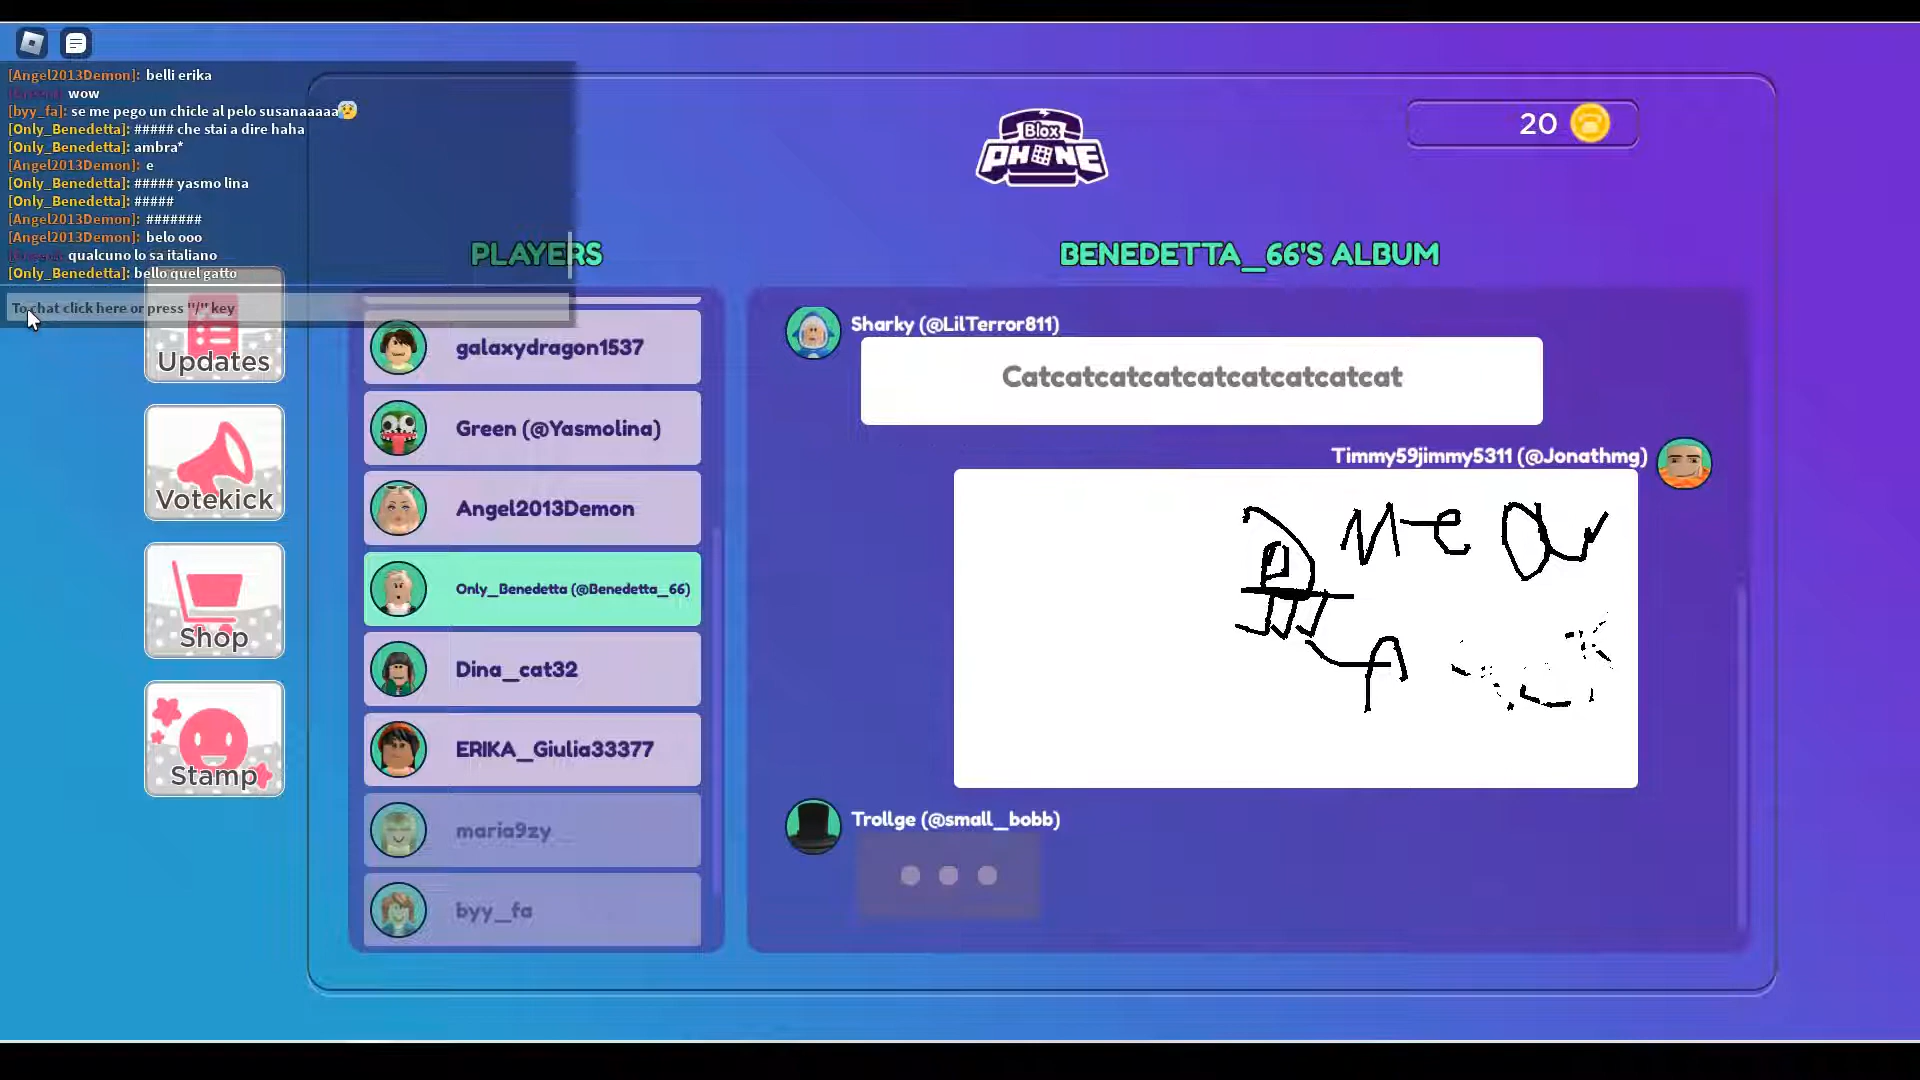 [Angel2013Demon]: belli erika
wow
[byy_fa]: se me pego un chicle al pelo susanaaaaa😰
[Only_Benedetta]: ##### che stai a dire haha
[Only_Benedetta]: ambra*
[Angel2013Demon]: e
[Only_Benedetta]: ##### yasmo lina
[Only_Benedetta]: #####
[Angel2013Demon]: #######
[Angel2013Demon]: belo ooo
qualcuno lo sa italiano
[Only_Benedetta]: bello quel gatto
To chat click here or press "/" key
Updates
Votekick
Shop
Stamp
Blox
PHONE
20
PLAYERS
galaxydragon1537
Green (@Yasmolina)
Angel2013Demon
Only_Benedetta (@Benedetta_66)
Dina_cat32
ERIKA_Giulia33377
maria9zy
byy_fa
BENEDETTA_66'S ALBUM
Sharky (@LilTerror811)
Catcatcatcatcatcatcatcatcat
Timmy59jimmy5311 (@Jonathmg)
Trollge (@small_bobb)